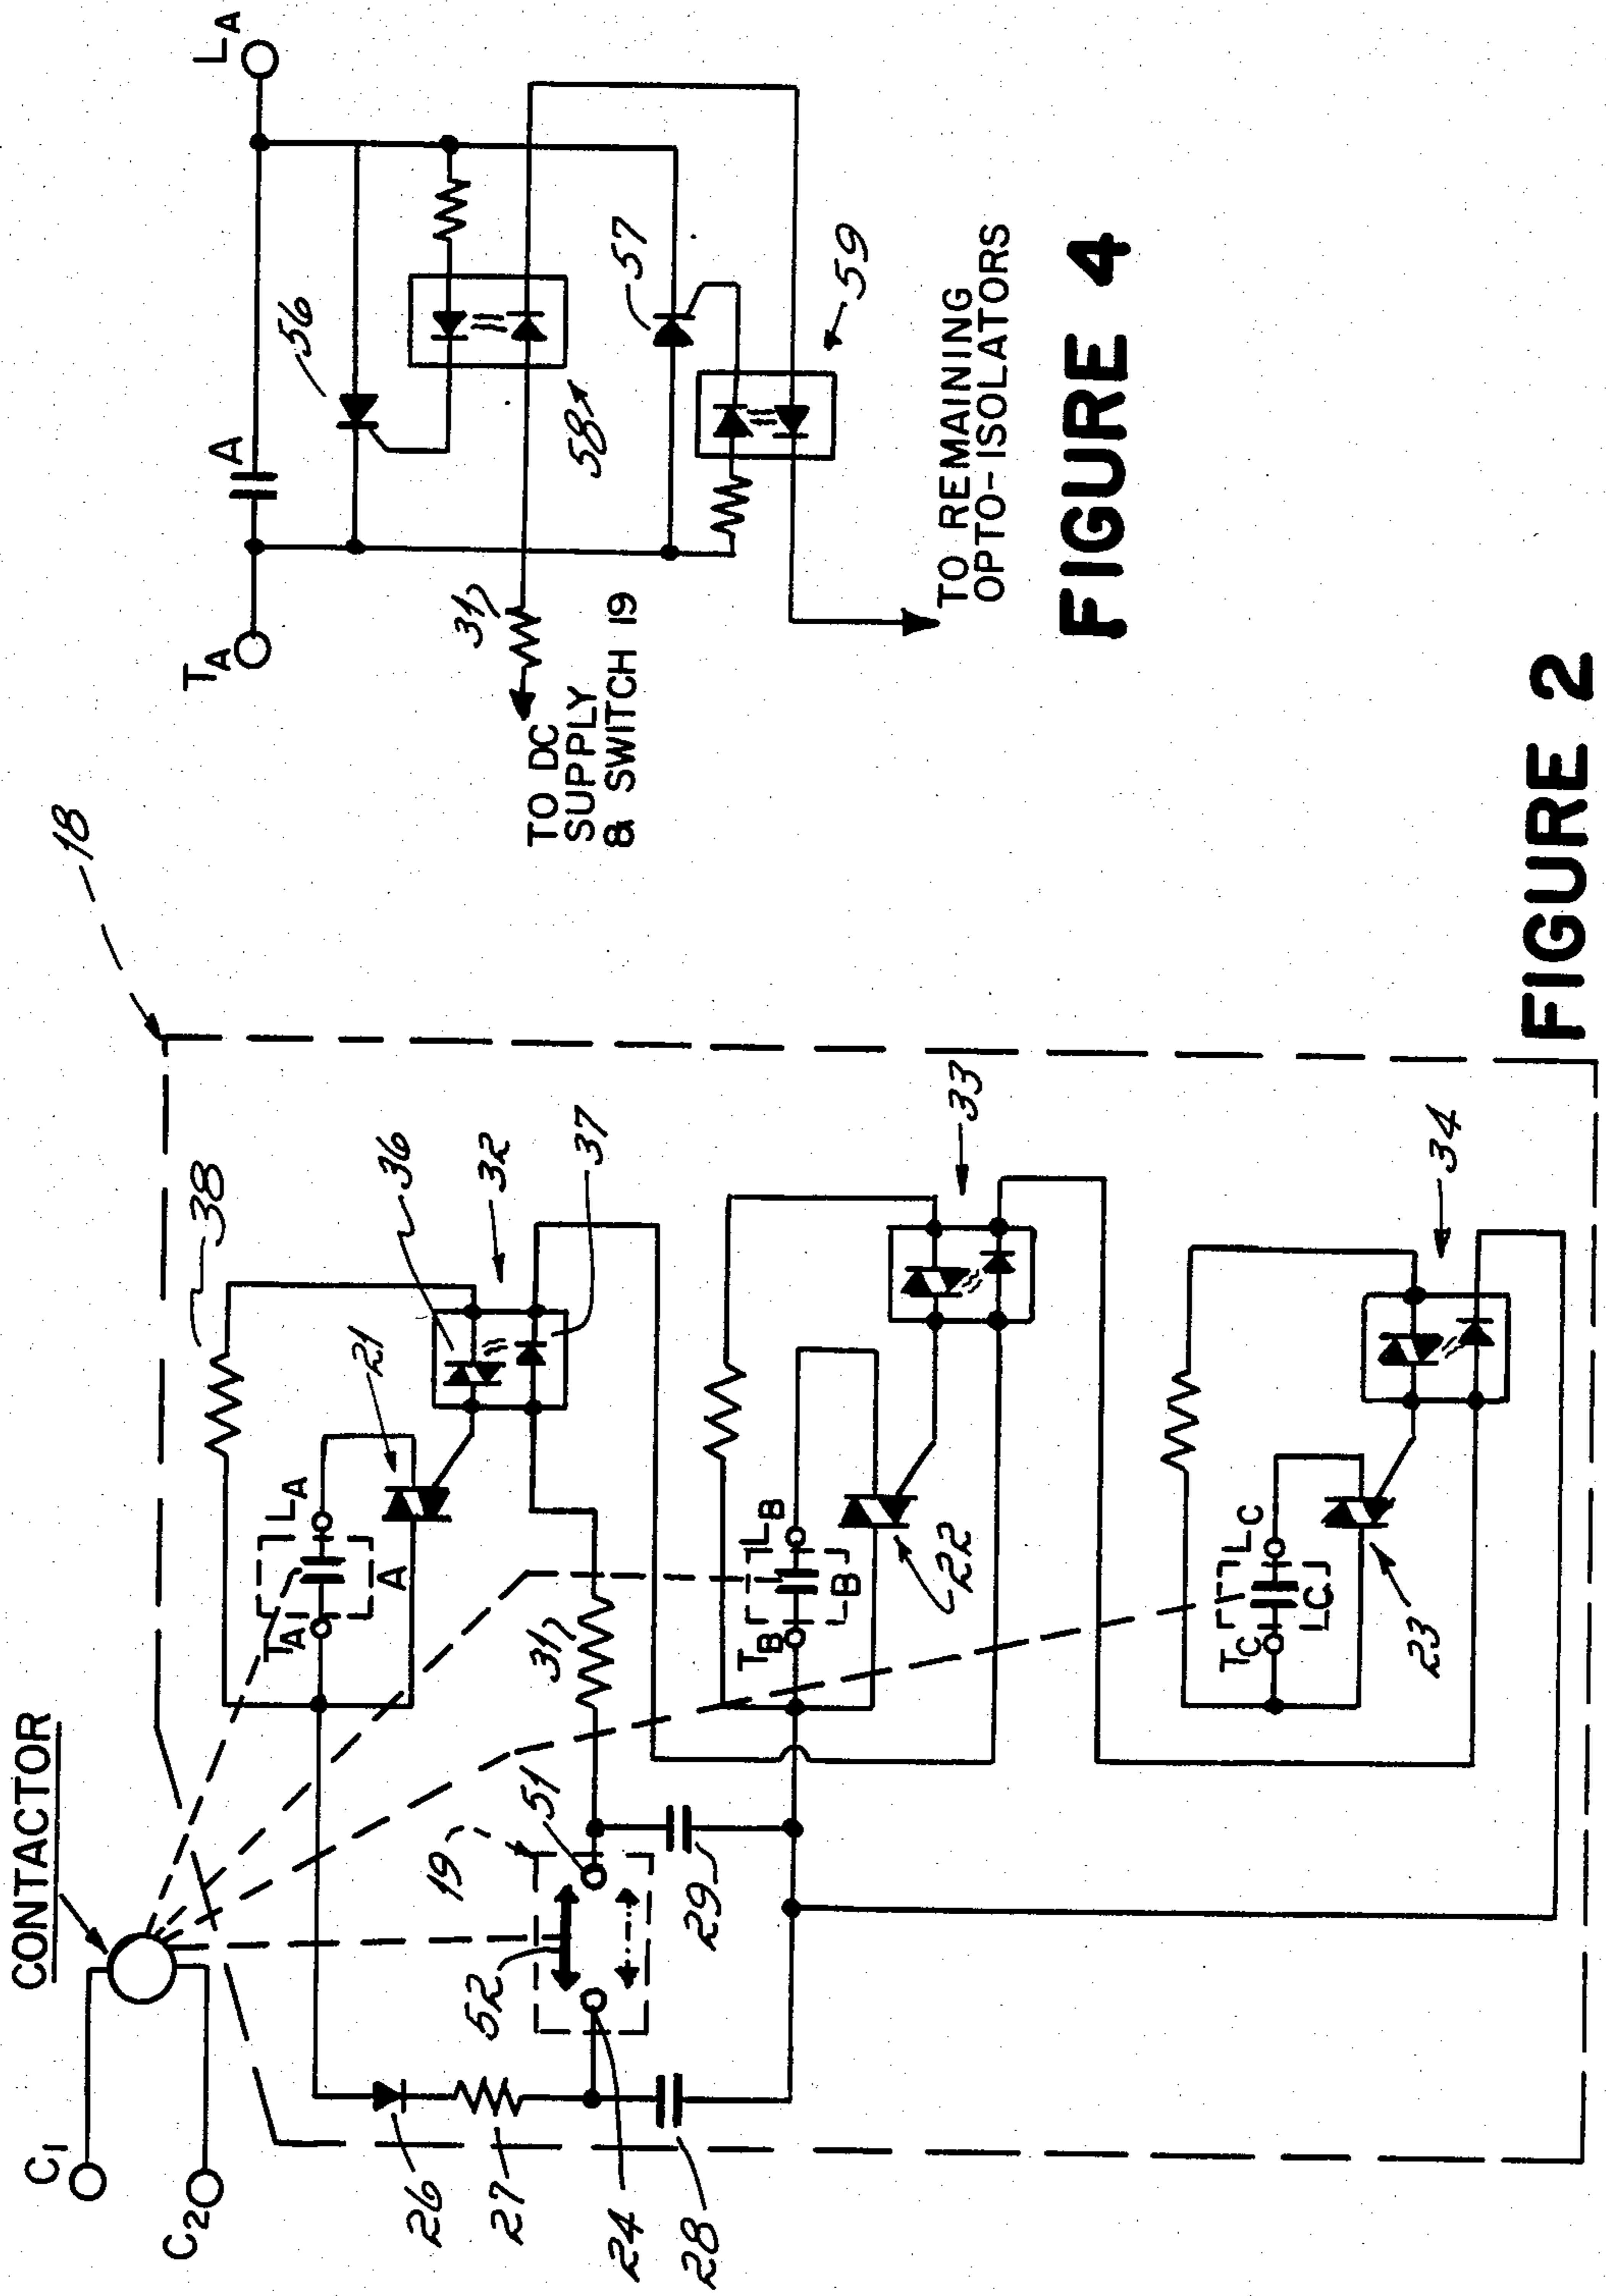 CONTACTOR
C1
C2
18
38
36
32
37
21
TA
LA
A
31
19
51
52
29
26
27
24
28
33
TB
LB
B
22
34
TC
LC
C
23
FIGURE 2
TA
LA
A
56
58
57
59
31
TO DC
SUPPLY
& SWITCH 19
TO REMAINING
OPTO-ISOLATORS
FIGURE 4